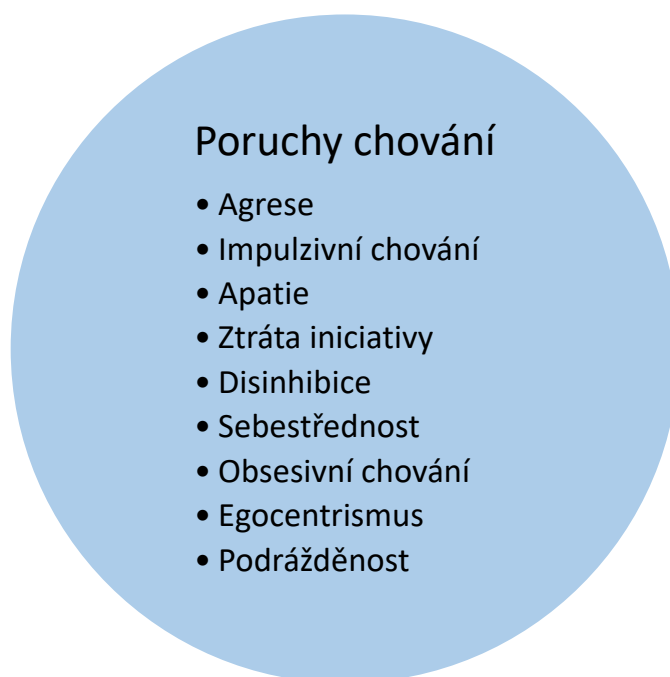 Poruchy chování
• Agrese
• Impulzivní chování
• Apatie
• Ztráta iniciativy
• Disinhibice
• Sebestřednost
• Obsesivní chování
• Egocentrismus
• Podrážděnost